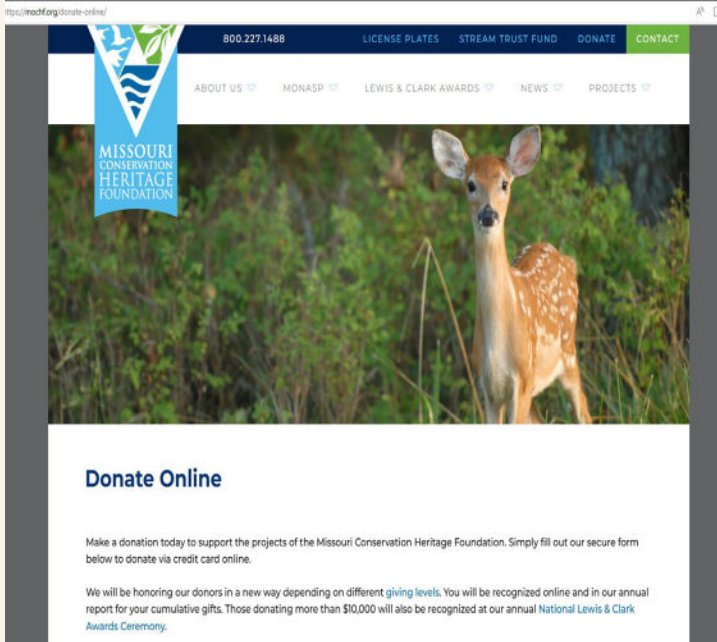 https://mochf.org/donate-online/
800.227.1488 LICENSE PLATES STREAM TRUST FUND DONATE CONTACT
ABOUT US MONASP LEWIS & CLARK AWARDS NEWS PROJECTS
MISSOURI
CONSERVATION
HERITAGE
FOUNDATION
Donate Online
Make a donation today to support the projects of the Missouri Conservation Heritage Foundation. Simply fill out our secure form
below to donate via credit card online.
We will be honoring our donors in a new way depending on different giving levels. You will be recognized online and in our annual
report for your cumulative gifts. Those donating more than $10,000 will also be recognized at our annual National Lewis & Clark
Awards Ceremony.